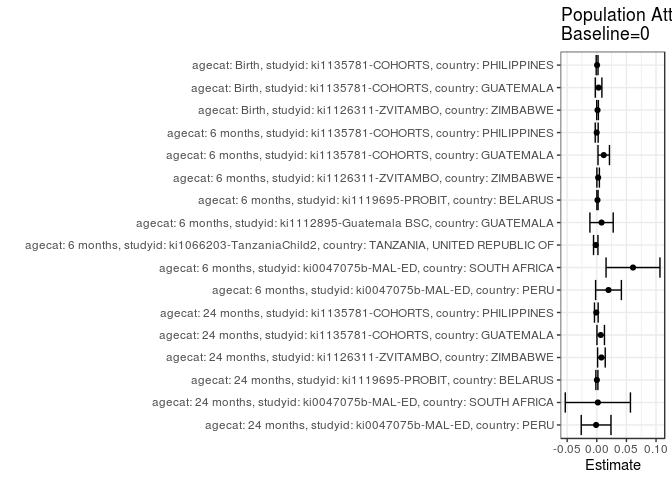 Population Att
Baseline=0
agecat: Birth, studyid: ki1135781-COHORTS, country: PHILIPPINES
agecat: Birth, studyid: ki1135781-COHORTS, country: GUATEMALA
agecat: Birth, studyid: ki1126311-ZVITAMBO, country: ZIMBABWE
agecat: 6 months, studyid: ki1135781-COHORTS, country: PHILIPPINES
agecat: 6 months, studyid: ki1135781-COHORTS, country: GUATEMALA
agecat: 6 months, studyid: ki1126311-ZVITAMBO, country: ZIMBABWE
agecat: 6 months, studyid: ki1119695-PROBIT, country: BELARUS
agecat: 6 months, studyid: ki1112895-Guatemala BSC, country: GUATEMALA
agecat: 6 months, studyid: ki1066203-TanzaniaChild2, country: TANZANIA, UNITED REPUBLIC OF
agecat: 6 months, studyid: ki0047075b-MAL-ED, country: SOUTH AFRICA
agecat: 6 months, studyid: ki0047075b-MAL-ED, country: PERU
agecat: 24 months, studyid: ki1135781-COHORTS, country: PHILIPPINES
agecat: 24 months, studyid: ki1135781-COHORTS, country: GUATEMALA
agecat: 24 months, studyid: ki1126311-ZVITAMBO, country: ZIMBABWE
agecat: 24 months, studyid: ki1119695-PROBIT, country: BELARUS
agecat: 24 months, studyid: ki0047075b-MAL-ED, country: SOUTH AFRICA
agecat: 24 months, studyid: ki0047075b-MAL-ED, country: PERU
-0.05 0.00 0.05 0.10
Estimate